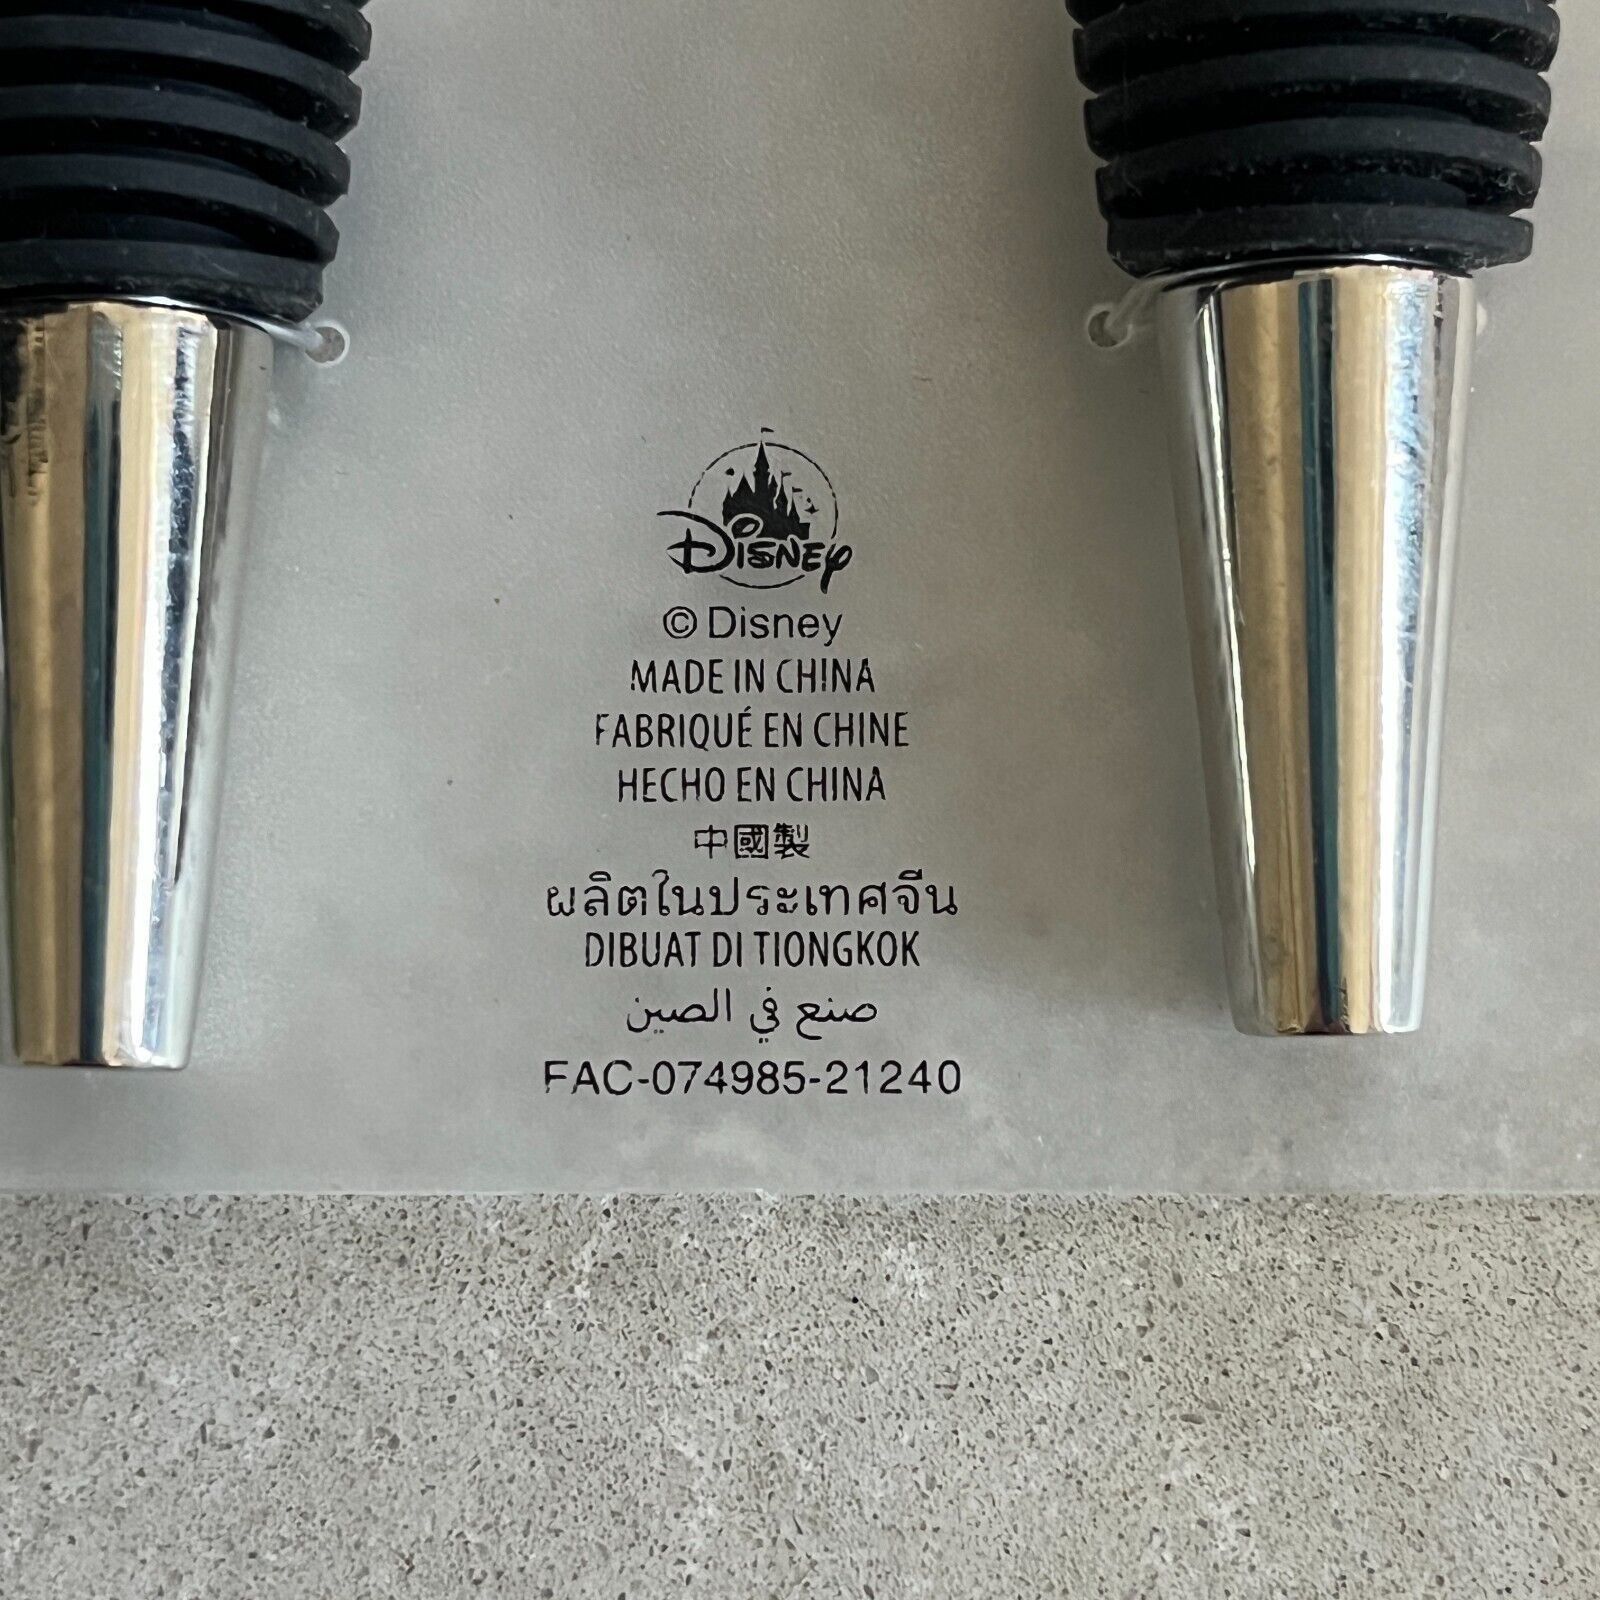 Disney
© Disney
MADE IN CHINA
FABRIQUÉ EN CHINE
HECHO EN CHINA
中國製
ผลิตในประเทศจีน
DIBUAT DI TIONGKOK
صنع في الصين
FAC-074985-21240